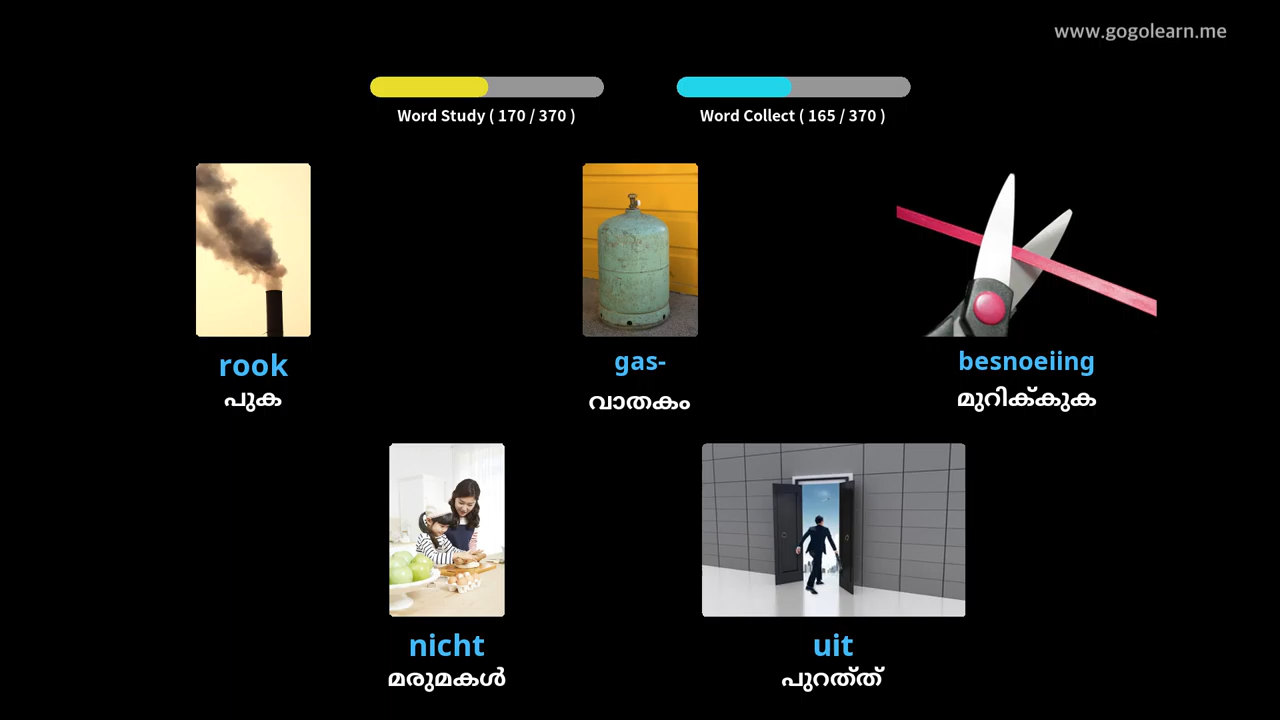 www.gogolearn.me
Word Study ( 170 / 370 )
Word Collect ( 165 / 370 )
rook
പുക
gas-
വാതകം
besnoeiing
മുറിക്കുക
nicht
മരുമകൾ
uit
പുറത്ത്